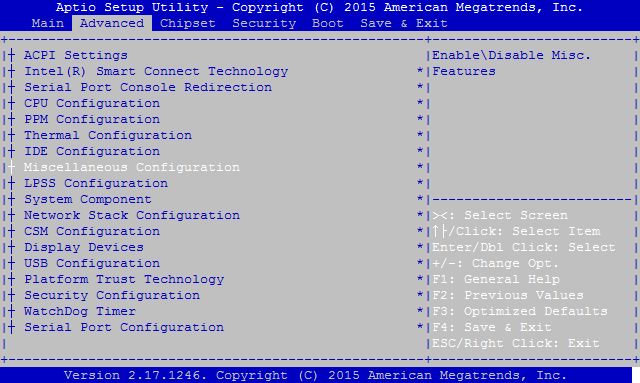 Aptio Setup Utility - Copyright (C) 2015 American Megatrends, Inc.
Main Advanced Chipset Security Boot Save & Exit
ACPI Settings
Intel(R) Smart Connect Technology *
Serial Port Console Redirection *
CPU Configuration *
PPM Configuration *
Thermal Configuration *
IDE Configuration *
Miscellaneous Configuration *
LPSS Configuration *
System Component *
Network Stack Configuration *
CSM Configuration *
Display Devices *
USB Configuration *
Platform Trust Technology *
Security Configuration *
WatchDog Timer *
Serial Port Configuration *
Enable\Disable Misc.
Features
><: Select Screen
↑├/Click: Select Item
Enter/Dbl Click: Select
+/-: Change Opt.
F1: General Help
F2: Previous Values
F3: Optimized Defaults
F4: Save & Exit
ESC/Right Click: Exit
Version 2.17.1246. Copyright (C) 2015 American Megatrends, Inc.